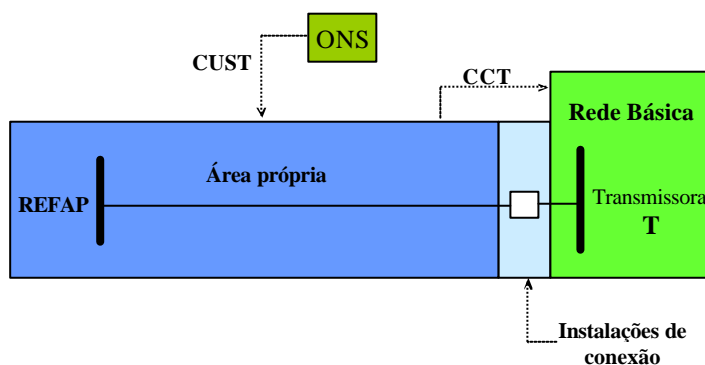 ONS
CUST
CCT
Rede Básica
Área própria
REFAP
Transmissora
T
Instalações de
conexão